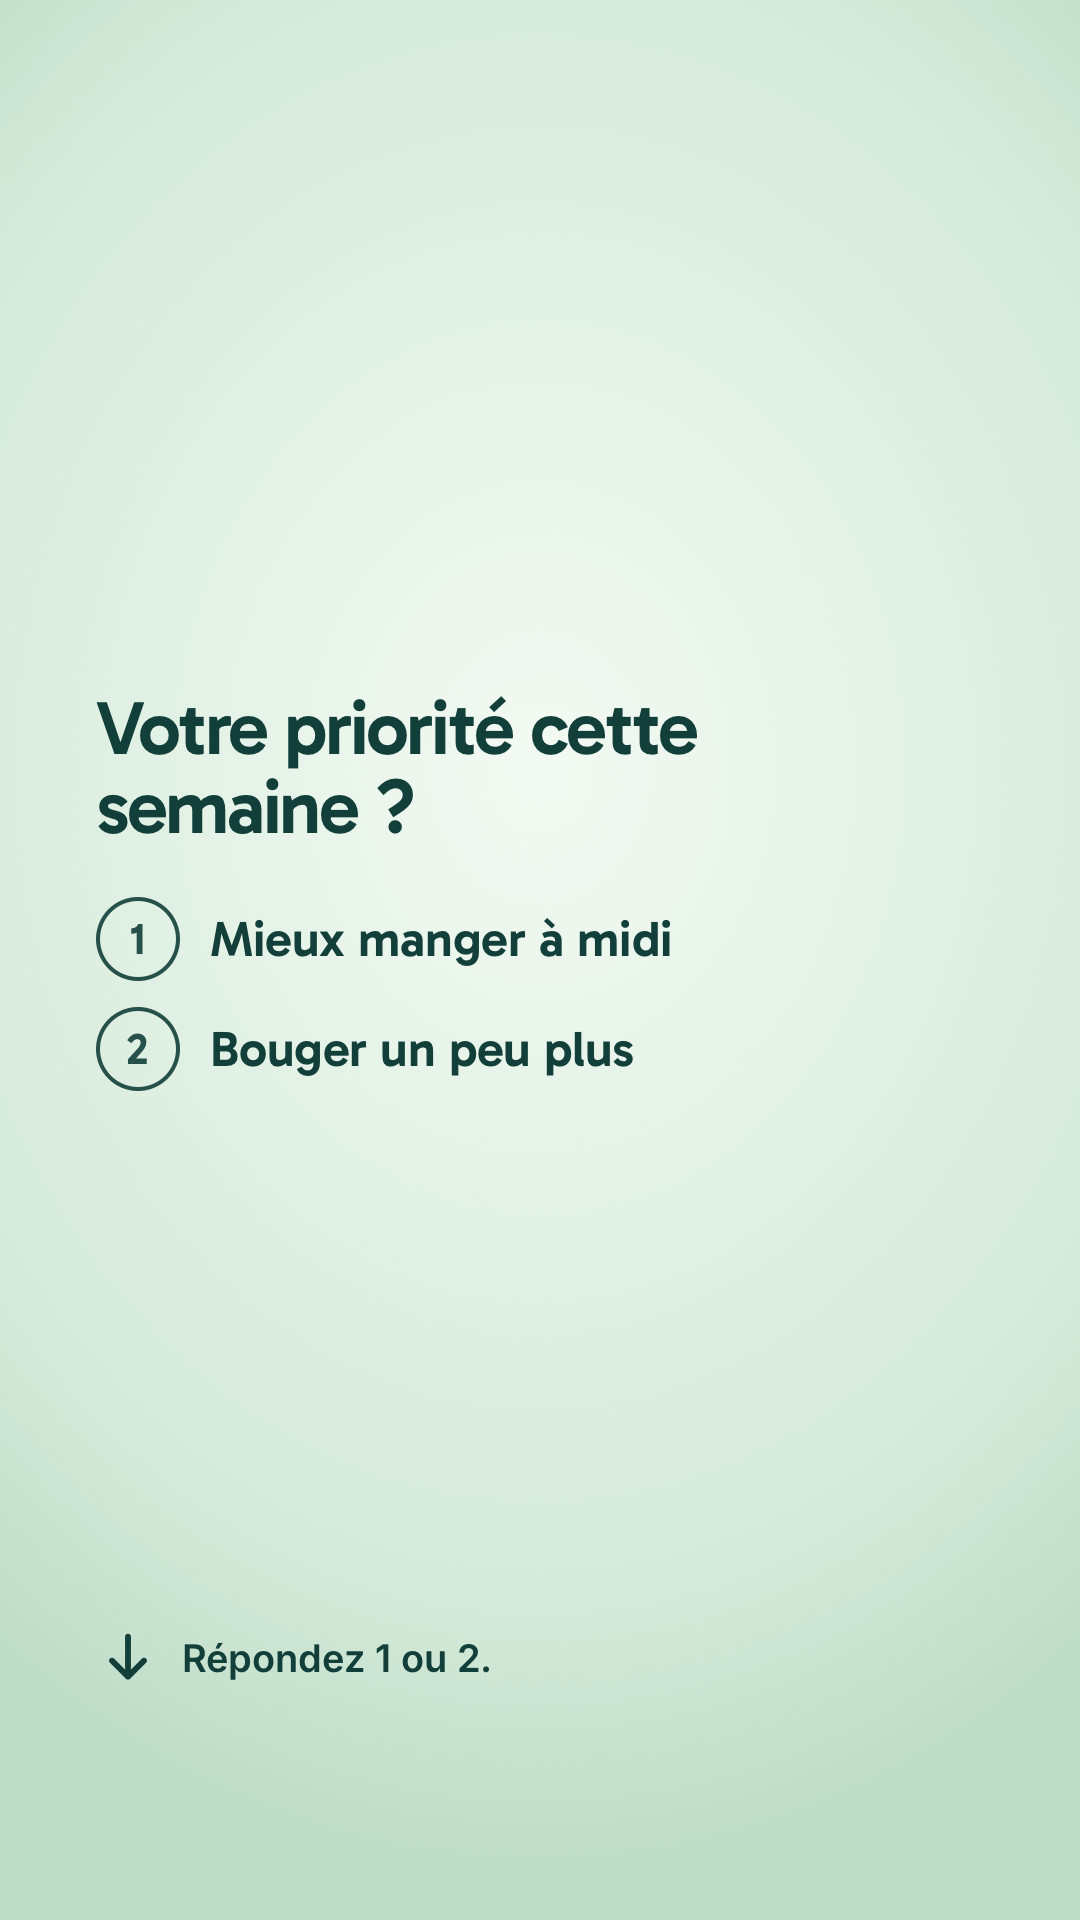 Votre priorité cette
semaine ?
1 Mieux manger à midi
2 Bouger un peu plus
Répondez 1 ou 2.